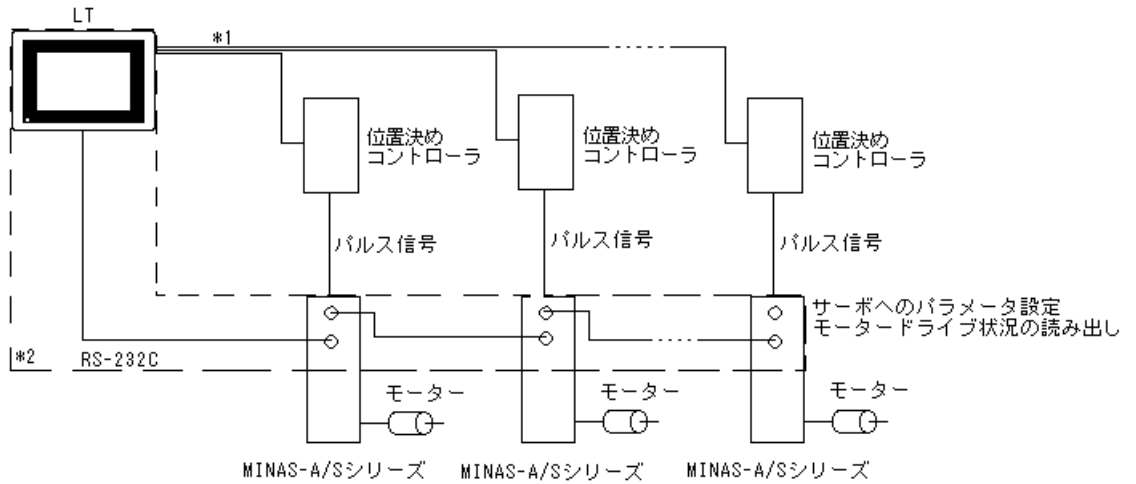 LT
*1
位置決め
コントローラ
位置決め
コントローラ
位置決め
コントローラ
パルス信号
パルス信号
パルス信号
サーボへのパラメータ設定
モータードライブ状況の読み出し
*2 RS-232C
モーター
モーター
モーター
MINAS-A/Sシリーズ
MINAS-A/Sシリーズ
MINAS-A/Sシリーズ